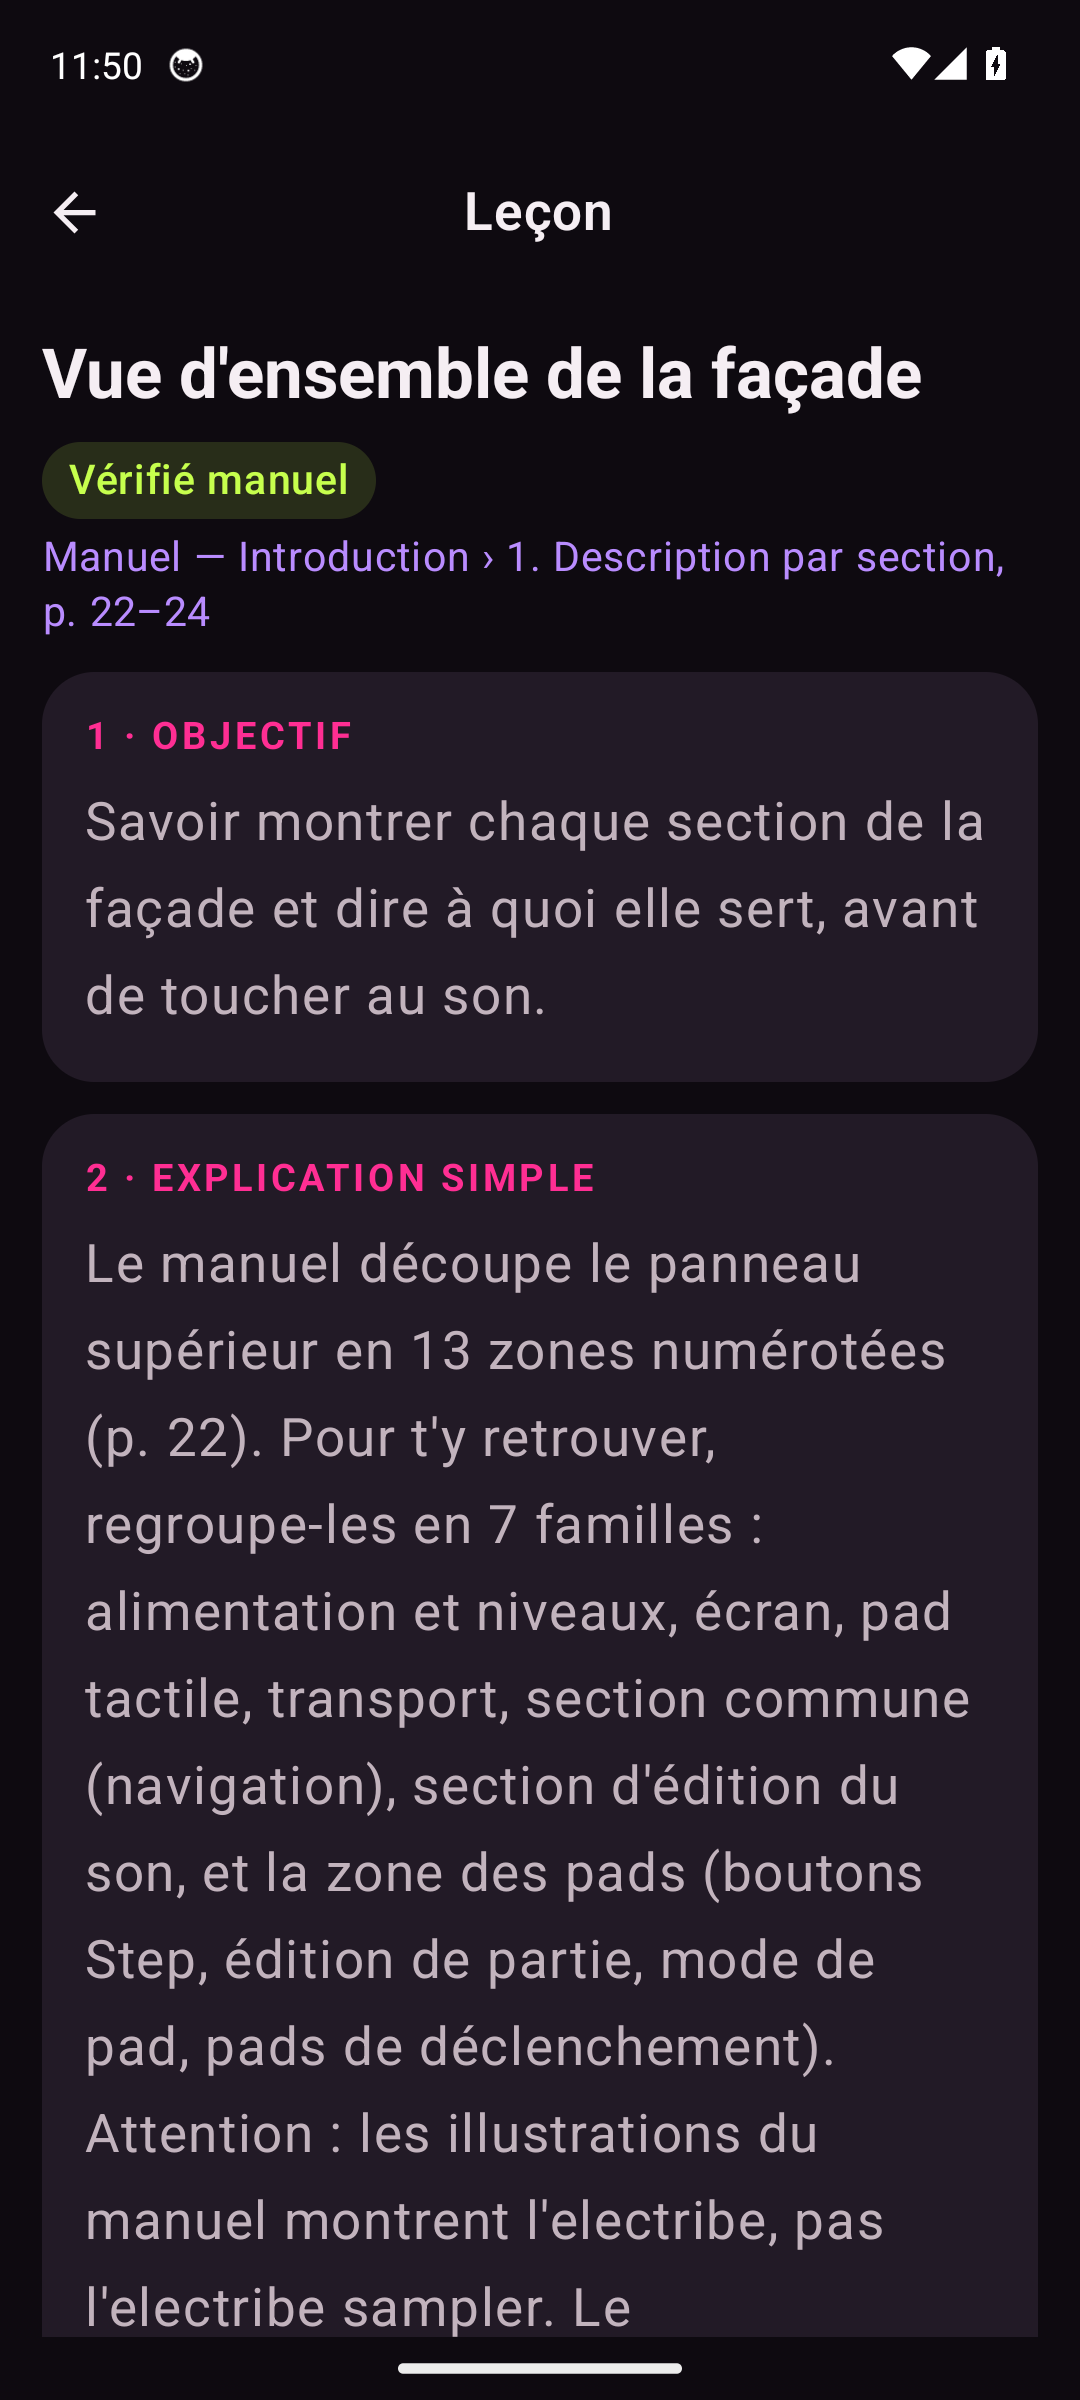 11:50
Leçon
Vue d'ensemble de la façade
Vérifié manuel
Manuel — Introduction › 1. Description par section,
p. 22–24
1 · OBJECTIF
Savoir montrer chaque section de la
façade et dire à quoi elle sert, avant
de toucher au son.
2 · EXPLICATION SIMPLE
Le manuel découpe le panneau
supérieur en 13 zones numérotées
(p. 22). Pour t'y retrouver,
regroupe-les en 7 familles :
alimentation et niveaux, écran, pad
tactile, transport, section commune
(navigation), section d'édition du
son, et la zone des pads (boutons
Step, édition de partie, mode de
pad, pads de déclenchement).
Attention : les illustrations du
manuel montrent l'electribe, pas
l'electribe sampler. Le